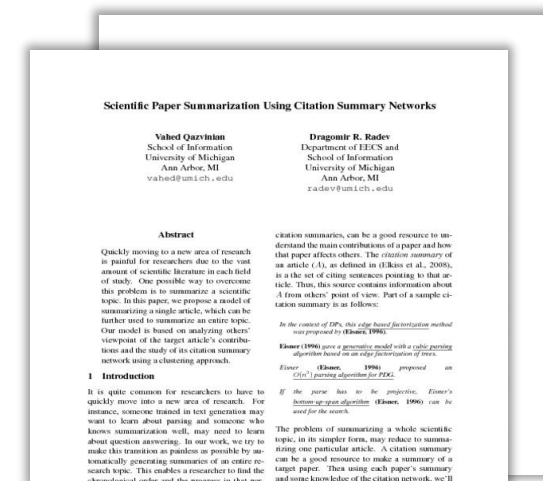 Scientific Paper Summarization Using Citation Summary Networks
Vahed Qazvinian
School of Information
University of Michigan
Ann Arbor, MI
vahed@umich.edu
Dragomir R. Radev
Department of EECS and
School of Information
University of Michigan
Ann Arbor, MI
radev@umich.edu
Abstract
Quickly moving to a new area of research
is painful for researchers due to the vast
amount of scientific literature in each field
of study. One possible way to overcome
this problem is to summarize a scientific
topic. In this paper, we propose a model of
summarizing a single article, which can be
further used to summarize an entire topic.
Our model is based on analyzing others'
viewpoint of the target article's contribu-
tions and the study of its citation summary
network using a clustering approach.
1 Introduction
It is quite common for researchers to have to
quickly move into a new area of research. For
instance, someone trained in text generation may
want to learn about parsing and someone who
knows summarization well, may need to learn
about question answering. In our work, we try to
make this transition as painless as possible by au-
tomatically generating summaries of an entire re-
search topic. This enables a researcher to find the
chronological order and the progress in that par-
citation summaries, can be a good resource to un-
derstand the main contributions of a paper and how
that paper affects others. The citation summary of
an article (A), as defined in (Elkiss et al., 2008),
is a the set of citing sentences pointing to that ar-
ticle. Thus, this source contains information about
A from others' point of view. Part of a sample ci-
tation summary is as follows:
In the context of DPs, this edge based factorization method
was proposed by (Eisner, 1996).
Eisner (1996) gave a generative model with a cubic parsing
algorithm based on an edge factorization of trees.
Eisner (Eisner, 1996) proposed an
O(n³) parsing algorithm for PDG.
If the parse has to be projective, Eisner's
bottom-up-span algorithm (Eisner, 1996) can be
used for the search.
The problem of summarizing a whole scientific
topic, in its simpler form, may reduce to summa-
rizing one particular article. A citation summary
can be a good resource to make a summary of a
target paper. Then using each paper's summary
and some knowledge of the citation network, we'll